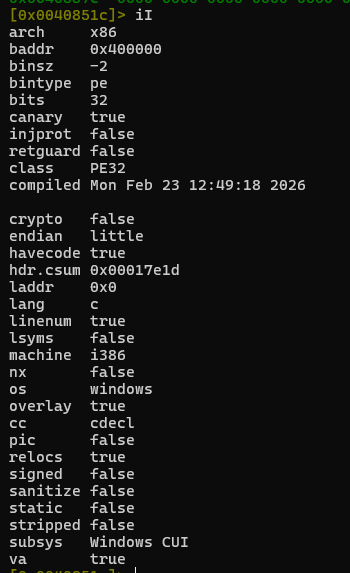 [0x0040851c]> iI
arch     x86
baddr    0x400000
binsz    -2
bintype  pe
bits     32
canary   true
injprot  false
retguard false
class    PE32
compiled Mon Feb 23 12:49:18 2026
crypto   false
endian   little
havecode true
hdr.csum 0x00017e1d
laddr    0x0
lang     c
linenum  true
lsyms    false
machine  i386
nx       false
os       windows
overlay  true
cc       cdecl
pic      false
relocs   true
signed   false
sanitize false
static   false
stripped false
subsys   Windows CUI
va       true